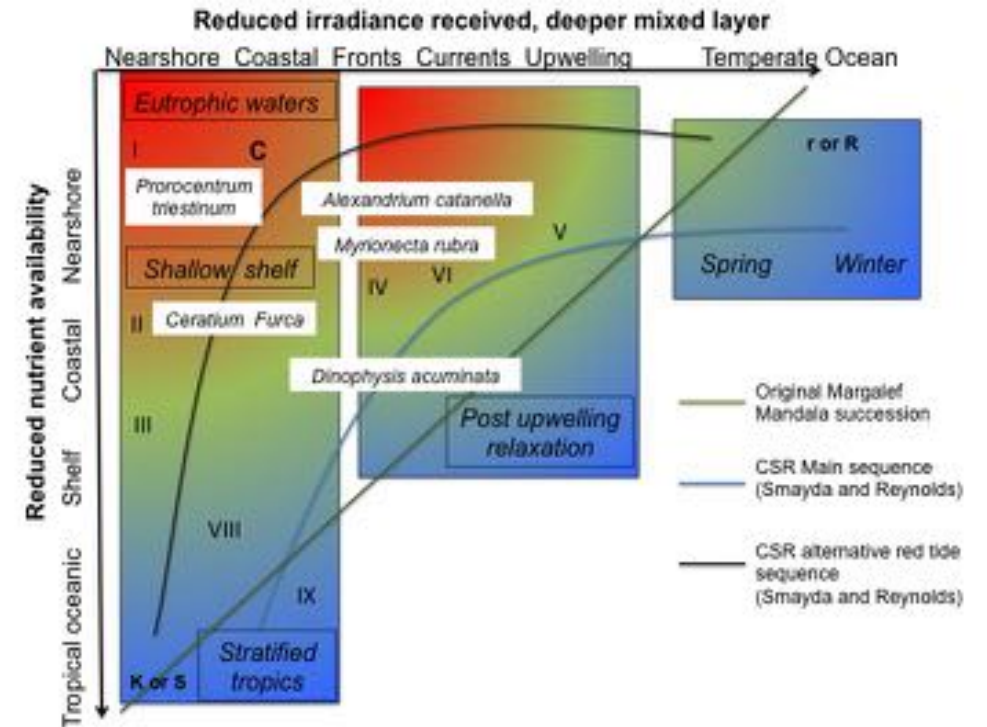 Reduced irradiance received, deeper mixed layer
Nearshore Coastal Fronts Currents Upwelling Temperate Ocean
Reduced nutrient availability
Nearshore
Coastal
Shelf
Tropical oceanic
Eutrophic waters
I
C
Prorocentrum
triestinum
Shallow shelf
II
Ceratium Furca
III
VIII
IX
Stratified
tropics
K or S
Alexandrium catanella
Myrionecta rubra
V
IV
VI
Dinophysis acuminata
Post upwelling
relaxation
r or R
Spring Winter
Original Margalef
Mandala succession
CSR Main sequence
(Smayda and Reynolds)
CSR alternative red tide
sequence
(Smayda and Reynolds)